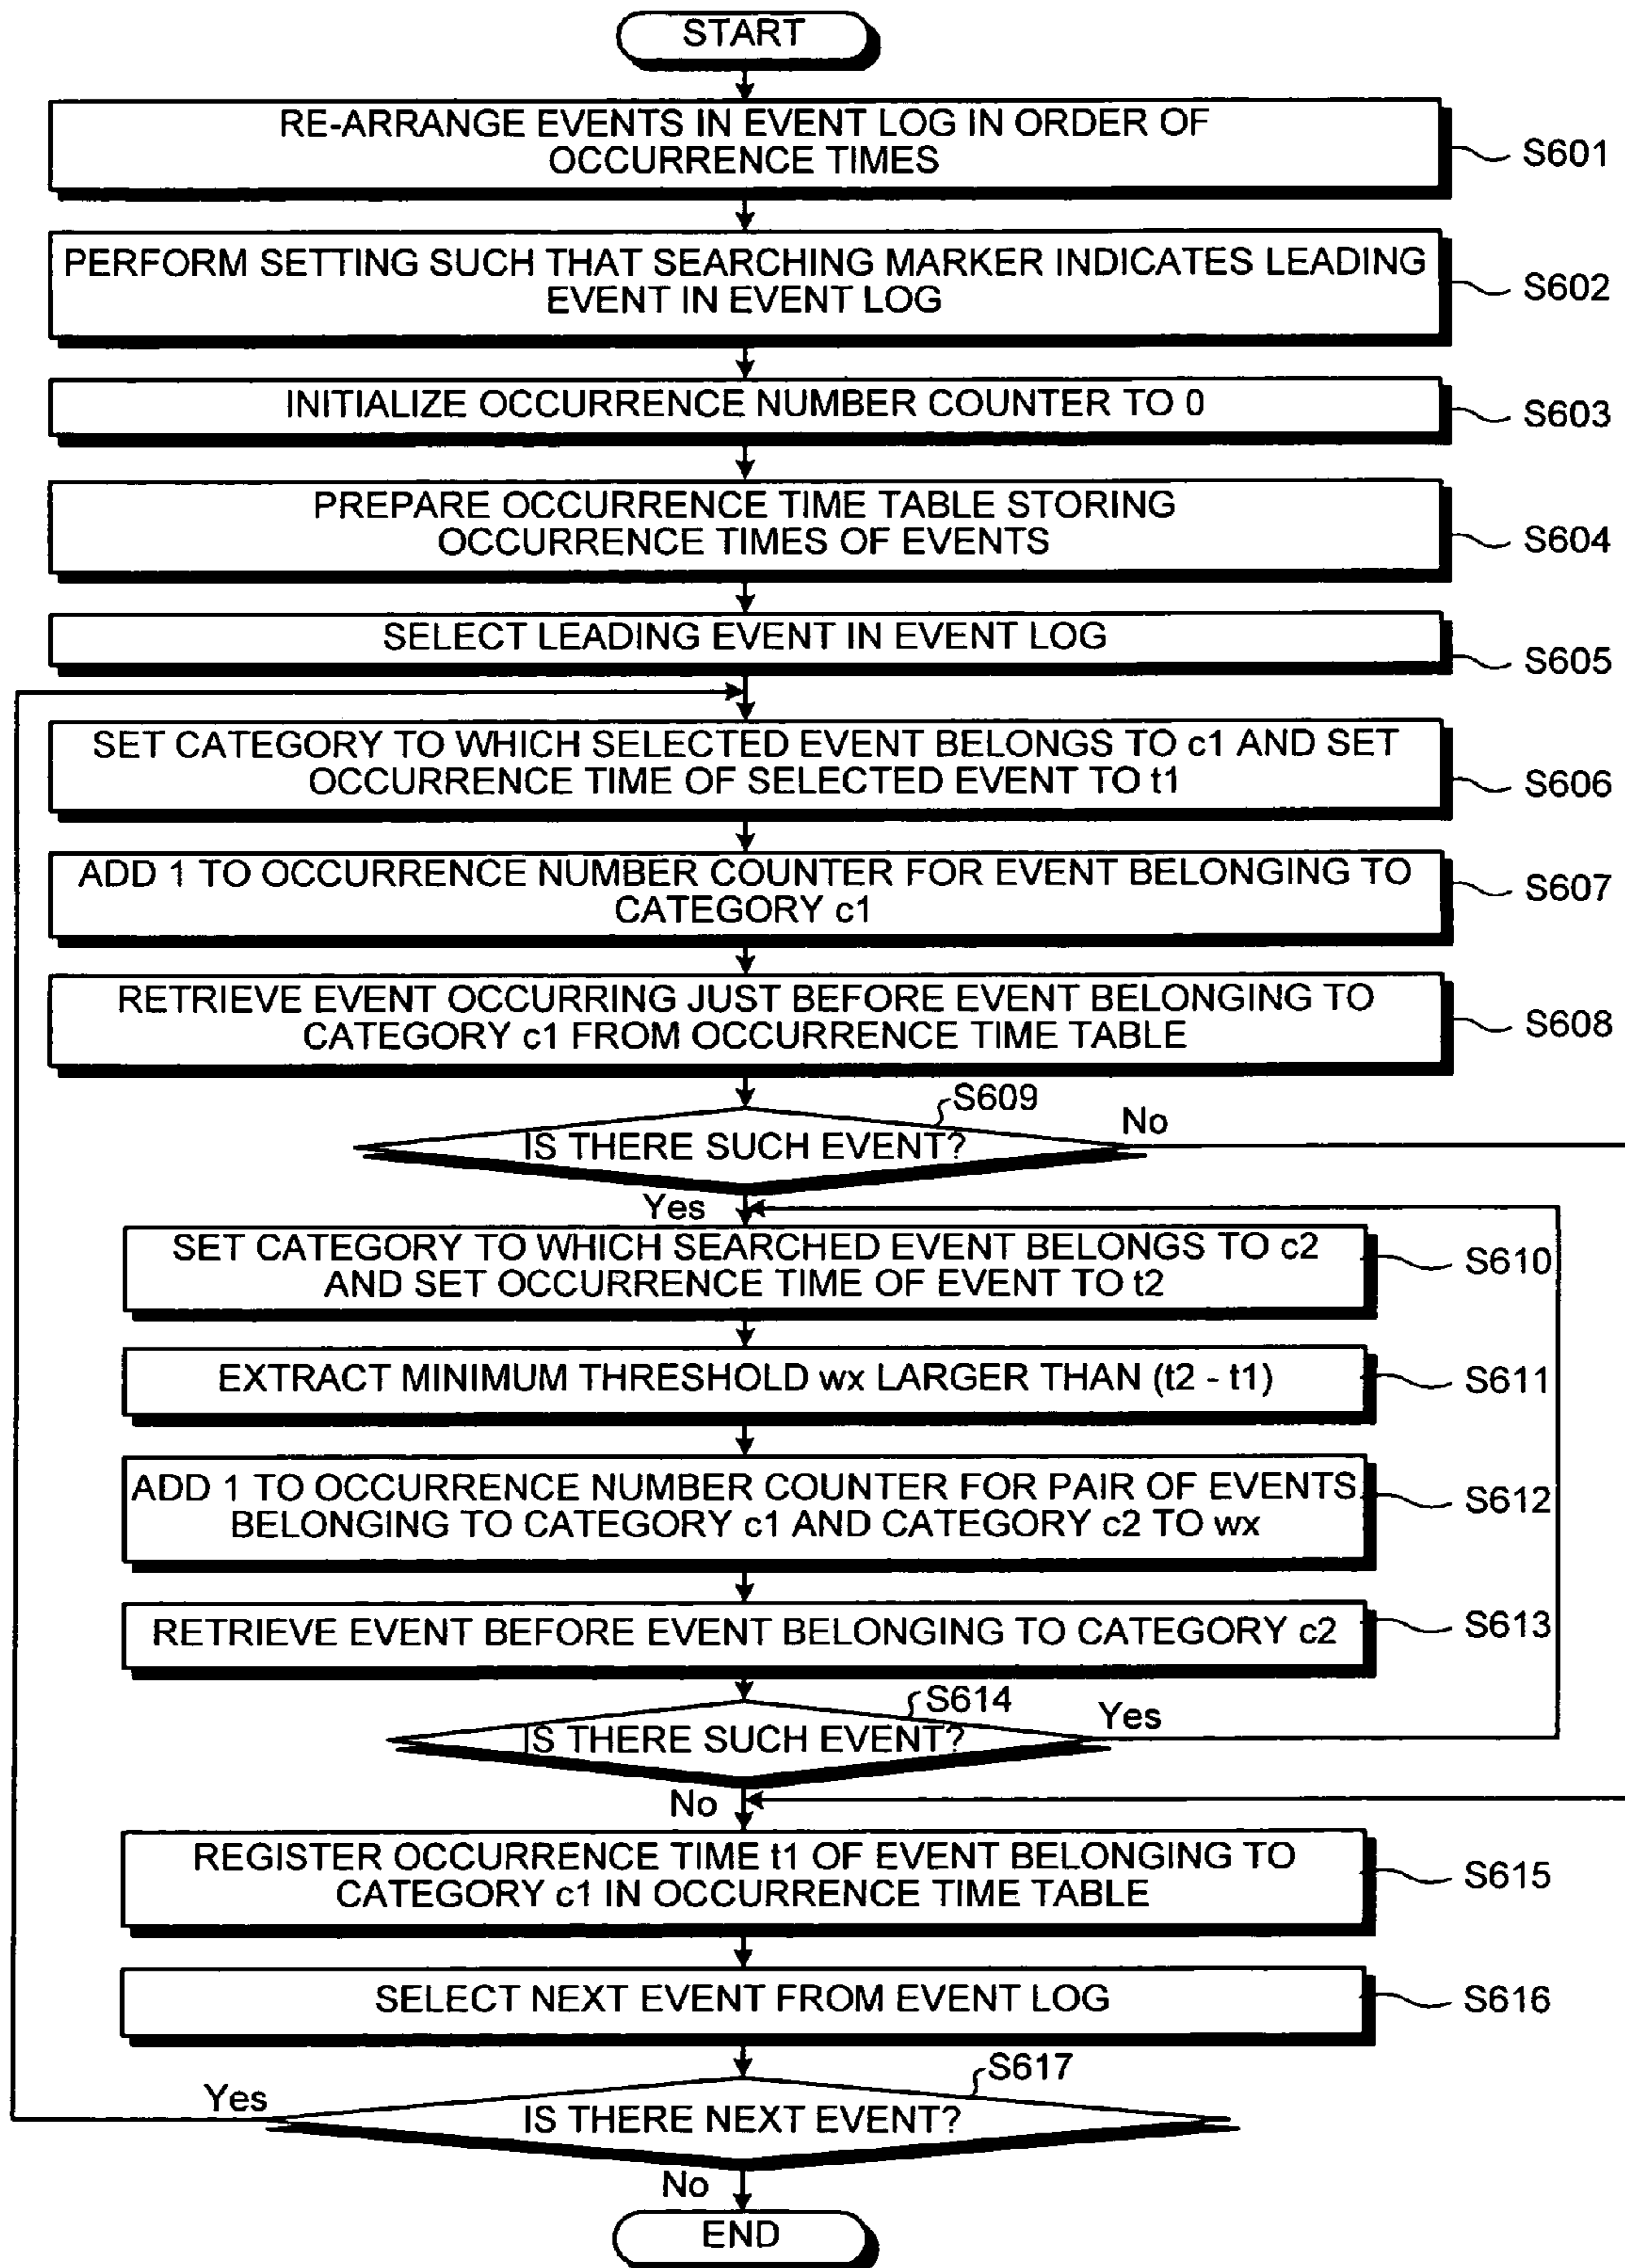 START
RE-ARRANGE EVENTS IN EVENT LOG IN ORDER OF
OCCURRENCE TIMES
S601
PERFORM SETTING SUCH THAT SEARCHING MARKER INDICATES LEADING
EVENT IN EVENT LOG
S602
INITIALIZE OCCURRENCE NUMBER COUNTER TO 0
S603
PREPARE OCCURRENCE TIME TABLE STORING
OCCURRENCE TIMES OF EVENTS
S604
SELECT LEADING EVENT IN EVENT LOG
S605
SET CATEGORY TO WHICH SELECTED EVENT BELONGS TO c1 AND SET
OCCURRENCE TIME OF SELECTED EVENT TO t1
S606
ADD 1 TO OCCURRENCE NUMBER COUNTER FOR EVENT BELONGING TO
CATEGORY c1
S607
RETRIEVE EVENT OCCURRING JUST BEFORE EVENT BELONGING TO
CATEGORY c1 FROM OCCURRENCE TIME TABLE
S608
S609
IS THERE SUCH EVENT?
No
Yes
SET CATEGORY TO WHICH SEARCHED EVENT BELONGS TO c2
AND SET OCCURRENCE TIME OF EVENT TO t2
S610
EXTRACT MINIMUM THRESHOLD wx LARGER THAN (t2 - t1)
S611
ADD 1 TO OCCURRENCE NUMBER COUNTER FOR PAIR OF EVENTS
BELONGING TO CATEGORY c1 AND CATEGORY c2 TO wx
S612
RETRIEVE EVENT BEFORE EVENT BELONGING TO CATEGORY c2
S613
S614
IS THERE SUCH EVENT?
Yes
No
REGISTER OCCURRENCE TIME t1 OF EVENT BELONGING TO
CATEGORY c1 IN OCCURRENCE TIME TABLE
S615
SELECT NEXT EVENT FROM EVENT LOG
S616
S617
Yes
IS THERE NEXT EVENT?
No
END